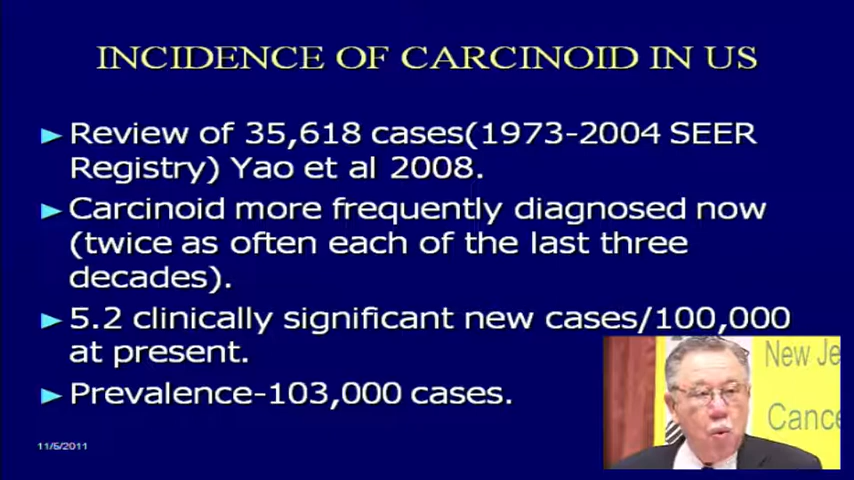 INCIDENCE OF CARCINOID IN US
Review of 35,618 cases(1973-2004 SEER
Registry) Yao et al 2008.
Carcinoid more frequently diagnosed now
(twice as often each of the last three
decades).
5.2 clinically significant new cases/100,000
at present.
Prevalence-103,000 cases.
New Je
Cance
11/5/2011